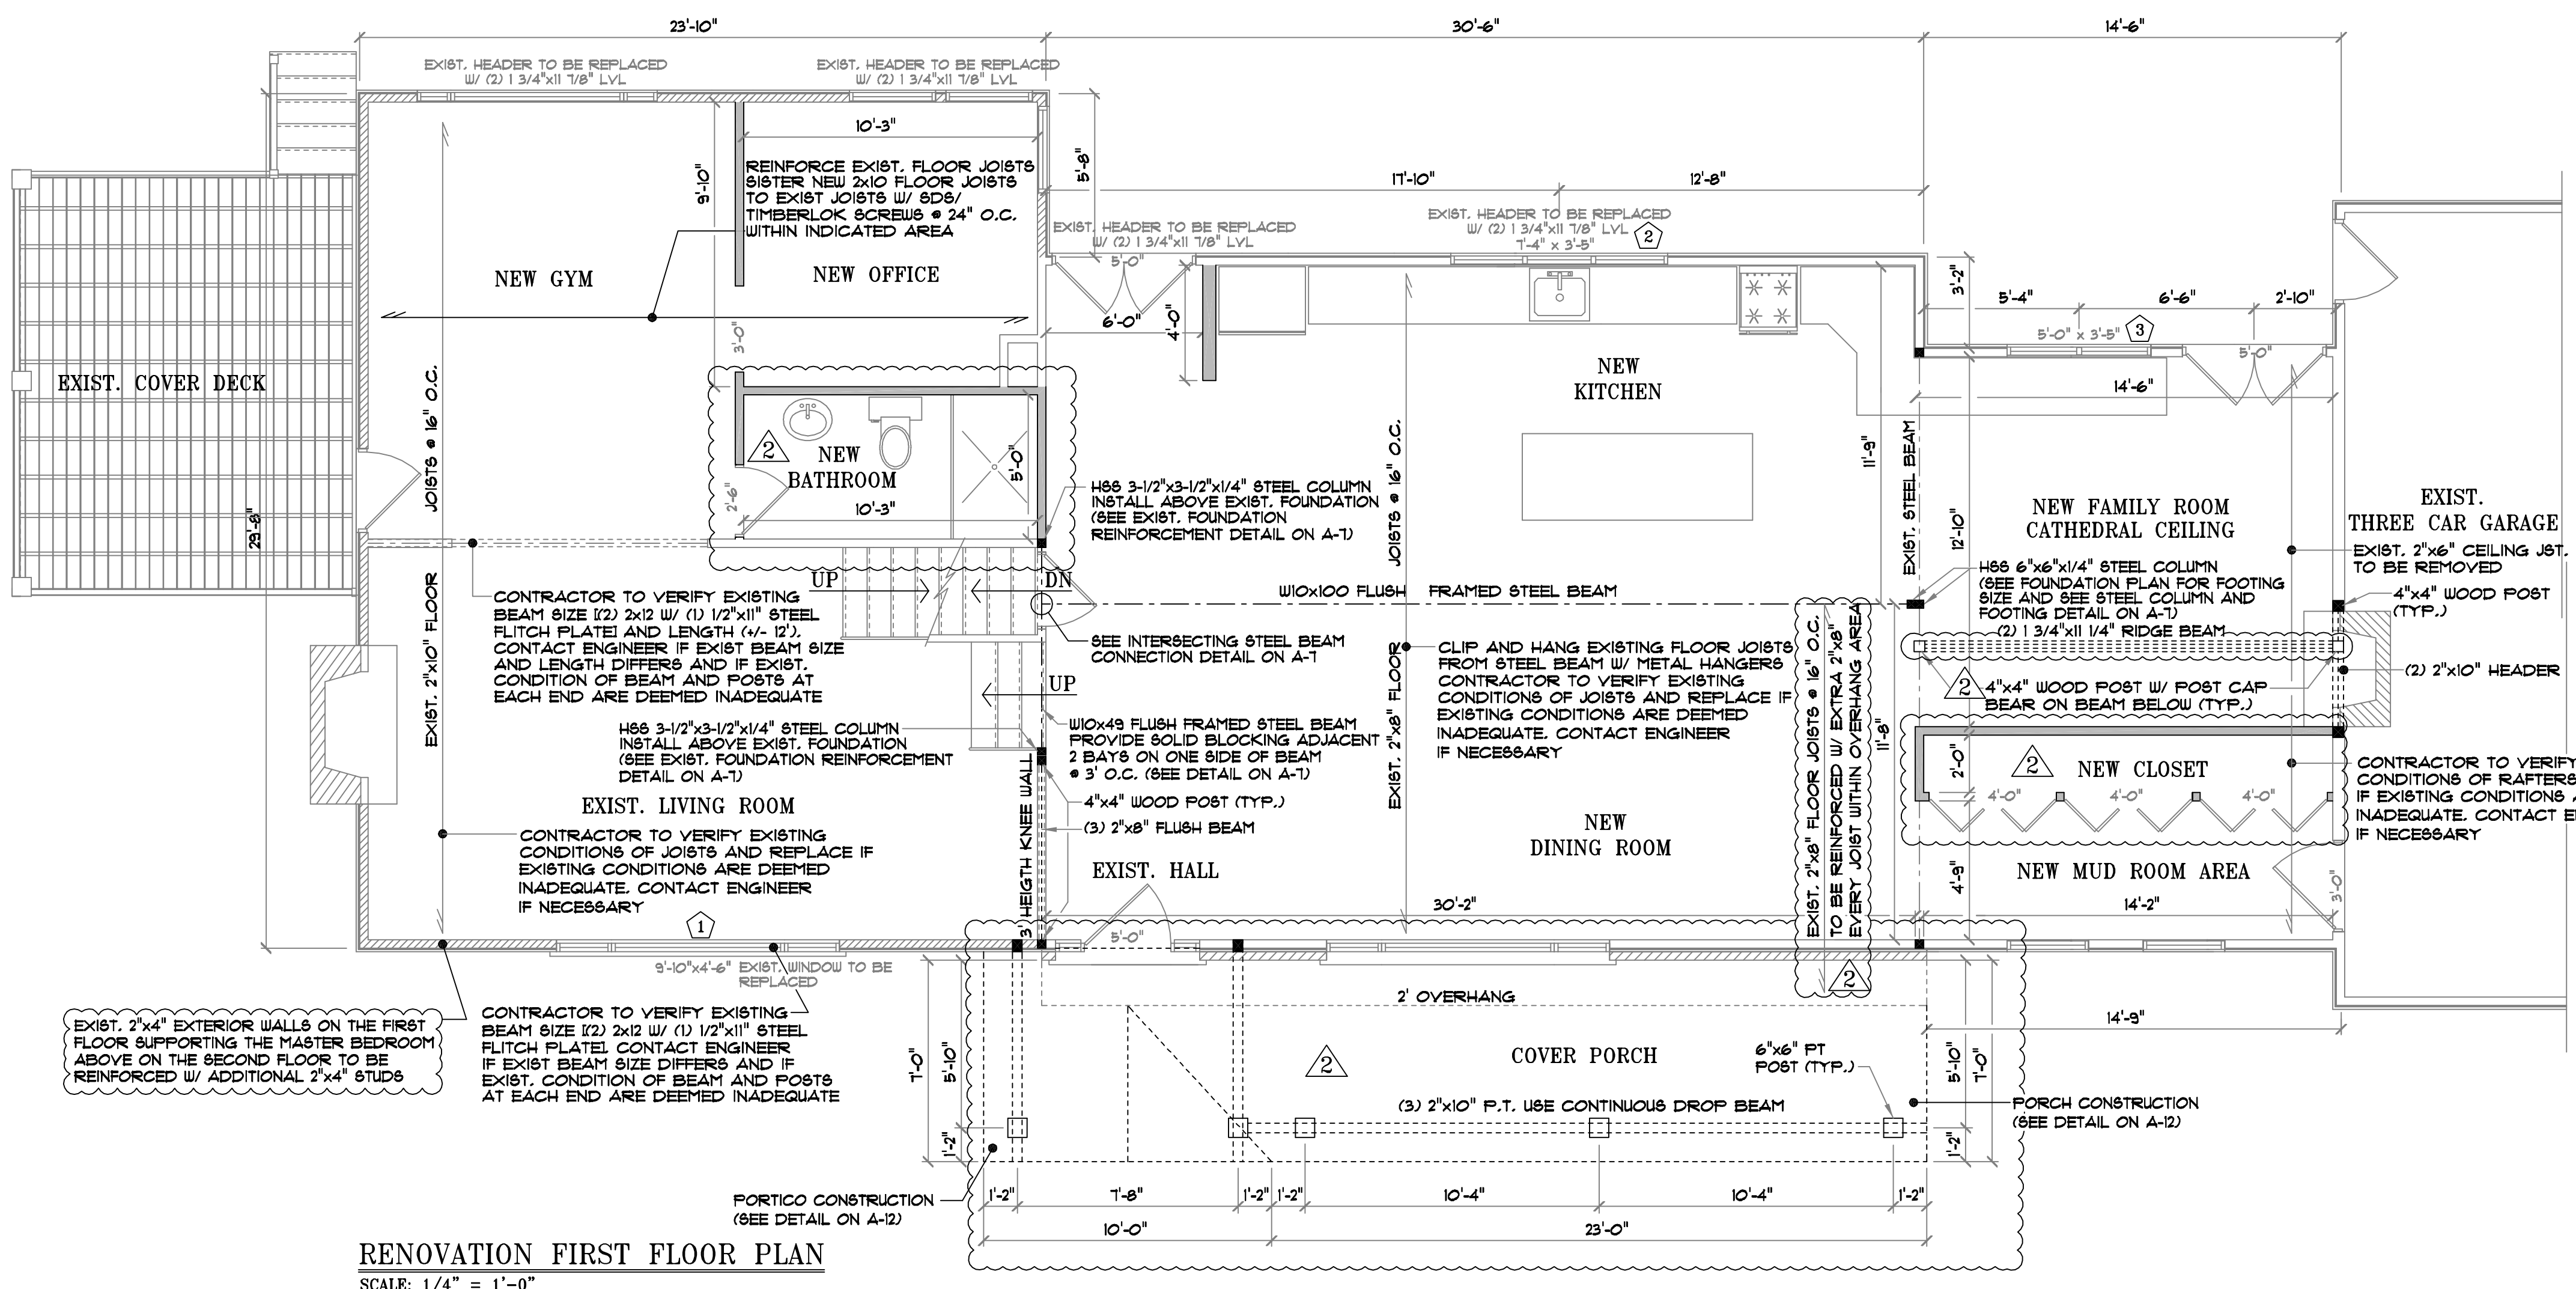 23'-10"
30'-6"
14'-6"
EXIST. HEADER TO BE REPLACED
W/ (2) 1 3/4"x11 7/8" LVL
EXIST. HEADER TO BE REPLACED
W/ (2) 1 3/4"x11 7/8" LVL
10'-3"
9'-10"
5'-8"
REINFORCE EXIST. FLOOR JOISTS
SISTER NEW 2x10 FLOOR JOISTS
TO EXIST JOISTS W/ SDS/
TIMBERLOK SCREWS @ 24" O.C.
WITHIN INDICATED AREA
17'-10"
12'-8"
EXIST. HEADER TO BE REPLACED
W/ (2) 1 3/4"x11 7/8" LVL
5'-0"
EXIST. HEADER TO BE REPLACED
W/ (2) 1 3/4"x11 7/8" LVL
7'-4" x 3'-5"
2
NEW GYM
NEW OFFICE
3'-0"
6'-0"
4'-0"
3'-2"
5'-4"
6'-6"
2'-10"
5'-0" x 3'-5"
3
5'-0"
14'-6"
EXIST. COVER DECK
29'-8"
EXIST. 2"x10" FLOOR JOISTS @ 16" O.C.
2
NEW
BATHROOM
2'-6"
10'-3"
5'-0"
NEW
KITCHEN
HSS 3-1/2"x3-1/2"x1/4" STEEL COLUMN
INSTALL ABOVE EXIST. FOUNDATION
(SEE EXIST. FOUNDATION
REINFORCEMENT DETAIL ON A-7)
EXIST. 2"x8" FLOOR JOISTS @ 16" O.C.
11'-9"
EXIST. STEEL BEAM
12'-10"
NEW FAMILY ROOM
CATHEDRAL CEILING
EXIST.
THREE CAR GARAGE
EXIST. 2"x6" CEILING JST.
TO BE REMOVED
4"x4" WOOD POST
(TYP.)
HSS 6"x6"x1/4" STEEL COLUMN
(SEE FOUNDATION PLAN FOR FOOTING
SIZE AND SEE STEEL COLUMN AND
FOOTING DETAIL ON A-7)
(2) 1 3/4"x11 1/4" RIDGE BEAM
(2) 2"x10" HEADER
2
4"x4" WOOD POST W/ POST CAP
BEAR ON BEAM BELOW (TYP.)
UP
DN
W10x100 FLUSH FRAMED STEEL BEAM
CONTRACTOR TO VERIFY EXISTING
BEAM SIZE [(2) 2x12 W/ (1) 1/2"x11" STEEL
FLITCH PLATE] AND LENGTH (+/- 12').
CONTACT ENGINEER IF EXIST BEAM SIZE
AND LENGTH DIFFERS AND IF EXIST.
CONDITION OF BEAM AND POSTS AT
EACH END ARE DEEMED INADEQUATE
SEE INTERSECTING STEEL BEAM
CONNECTION DETAIL ON A-7
CLIP AND HANG EXISTING FLOOR JOISTS
FROM STEEL BEAM W/ METAL HANGERS
CONTRACTOR TO VERIFY EXISTING
CONDITIONS OF JOISTS AND REPLACE IF
EXISTING CONDITIONS ARE DEEMED
INADEQUATE. CONTACT ENGINEER
IF NECESSARY
EXIST. 2"x8" FLOOR JOISTS @ 16" O.C.
TO BE REINFORCED W/ EXTRA 2"x8"
EVERY JOIST WITHIN OVERHANG AREA
11'-8"
UP
HSS 3-1/2"x3-1/2"x1/4" STEEL COLUMN
INSTALL ABOVE EXIST. FOUNDATION
(SEE EXIST. FOUNDATION REINFORCEMENT
DETAIL ON A-7)
W10x49 FLUSH FRAMED STEEL BEAM
PROVIDE SOLID BLOCKING ADJACENT
2 BAYS ON ONE SIDE OF BEAM
@ 3' O.C. (SEE DETAIL ON A-7)
4"x4" WOOD POST (TYP.)
(3) 2"x8" FLUSH BEAM
3' HEIGTH KNEE WALL
2'-0"
2
NEW CLOSET
4'-0"
4'-0"
4'-0"
CONTRACTOR TO VERIFY
CONDITIONS OF RAFTERS
IF EXISTING CONDITIONS
INADEQUATE. CONTACT
IF NECESSARY
EXIST. LIVING ROOM
CONTRACTOR TO VERIFY EXISTING
CONDITIONS OF JOISTS AND REPLACE IF
EXISTING CONDITIONS ARE DEEMED
INADEQUATE. CONTACT ENGINEER
IF NECESSARY
NEW
DINING ROOM
EXIST. HALL
NEW MUD ROOM AREA
4'-9"
3'-0"
30'-2"
14'-2"
1
5'-0"
9'-10"x4'-6" EXIST. WINDOW TO BE
REPLACED
2
2' OVERHANG
EXIST. 2"x4" EXTERIOR WALLS ON THE FIRST
FLOOR SUPPORTING THE MASTER BEDROOM
ABOVE ON THE SECOND FLOOR TO BE
REINFORCED W/ ADDITIONAL 2"x4" STUDS
CONTRACTOR TO VERIFY EXISTING
BEAM SIZE [(2) 2x12 W/ (1) 1/2"x11" STEEL
FLITCH PLATE]. CONTACT ENGINEER
IF EXIST BEAM SIZE DIFFERS AND IF
EXIST. CONDITION OF BEAM AND POSTS
AT EACH END ARE DEEMED INADEQUATE
7'-0"
5'-10"
1'-2"
2
COVER PORCH
6"x6" PT
POST (TYP.)
14'-9"
5'-10"
7'-0"
1'-2"
(3) 2"x10" P.T. USE CONTINUOUS DROP BEAM
PORCH CONSTRUCTION
(SEE DETAIL ON A-12)
PORTICO CONSTRUCTION
(SEE DETAIL ON A-12)
1'-2"
7'-8"
1'-2"
1'-2"
10'-4"
10'-4"
1'-2"
10'-0"
23'-0"
RENOVATION FIRST FLOOR PLAN
SCALE: 1/4" = 1'-0"